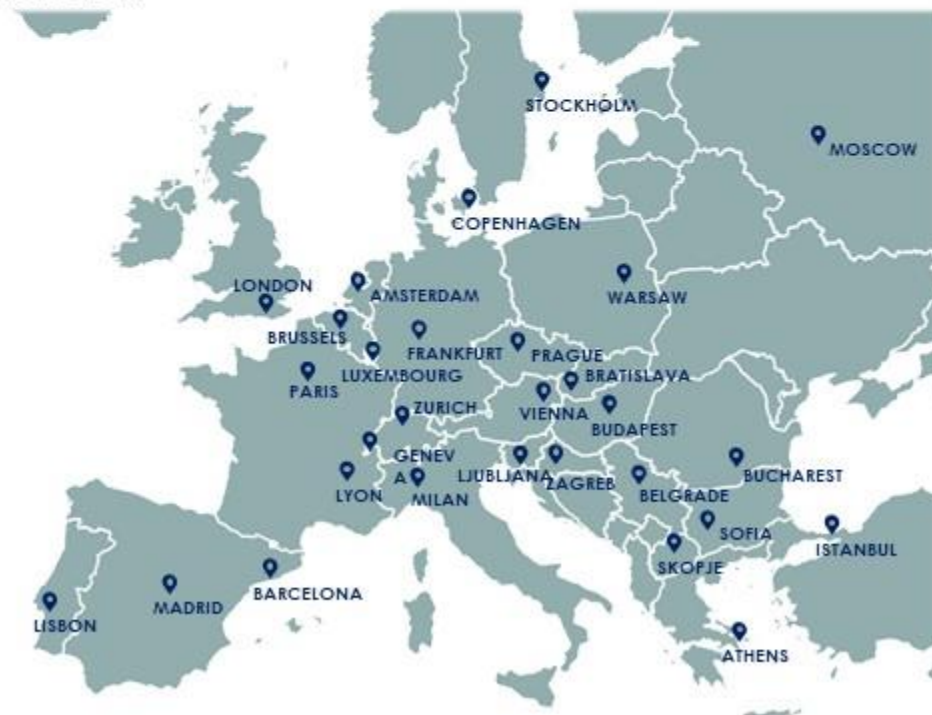 STOCKHOLM
MOSCOW
COPENHAGEN
LONDON
AMSTERDAM
WARSAW
BRUSSELS
FRANKFURT
PRAGUE
LUXEMBOURG
BRATISLAVA
PARIS
ZURICH
VIENNA
BUDAPEST
GENEV
A
LJUBLJANA
ZAGREB
BUCHAREST
LYON
MILAN
BELGRADE
SOFIA
ISTANBUL
SKOPJE
BARCELONA
MADRID
LISBON
ATHENS